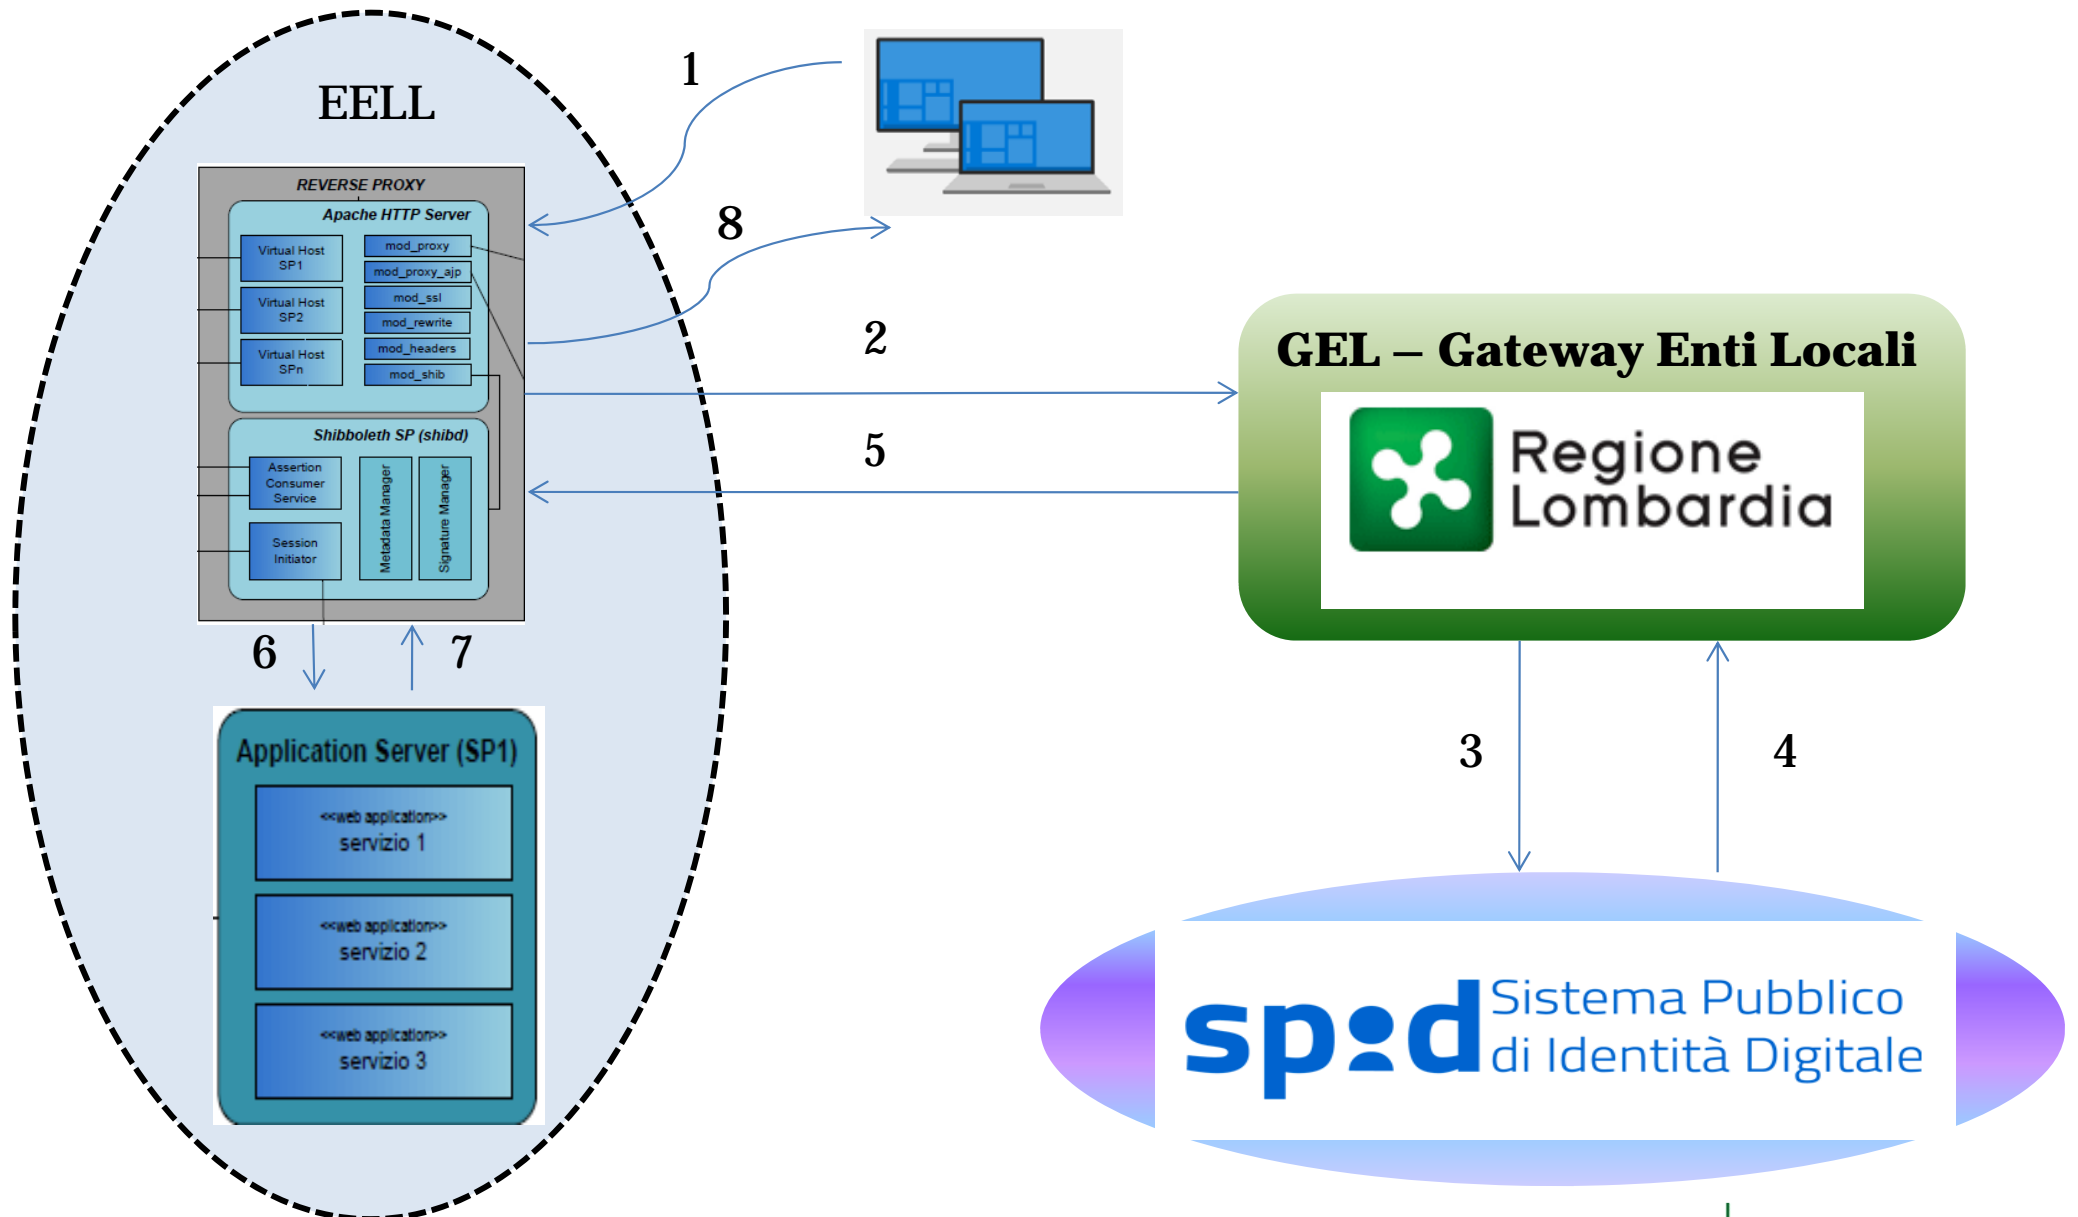 EELL
REVERSE PROXY
Apache HTTP Server
Virtual Host
SP1
Virtual Host
SP2
Virtual Host
SPn
mod_proxy
mod_proxy_ajp
mod_ssl
mod_rewrite
mod_headers
mod_shib
Shibboleth SP (shibd)
Assertion
Consumer
Service
Session
Initiator
Metadata Manager
Signature Manager
6
7
Application Server (SP1)
<<web application>>
servizio 1
<<web application>>
servizio 2
<<web application>>
servizio 3
1
8
2
5
GEL – Gateway Enti Locali
Regione
Lombardia
3
4
spid
Sistema Pubblico
di Identità Digitale